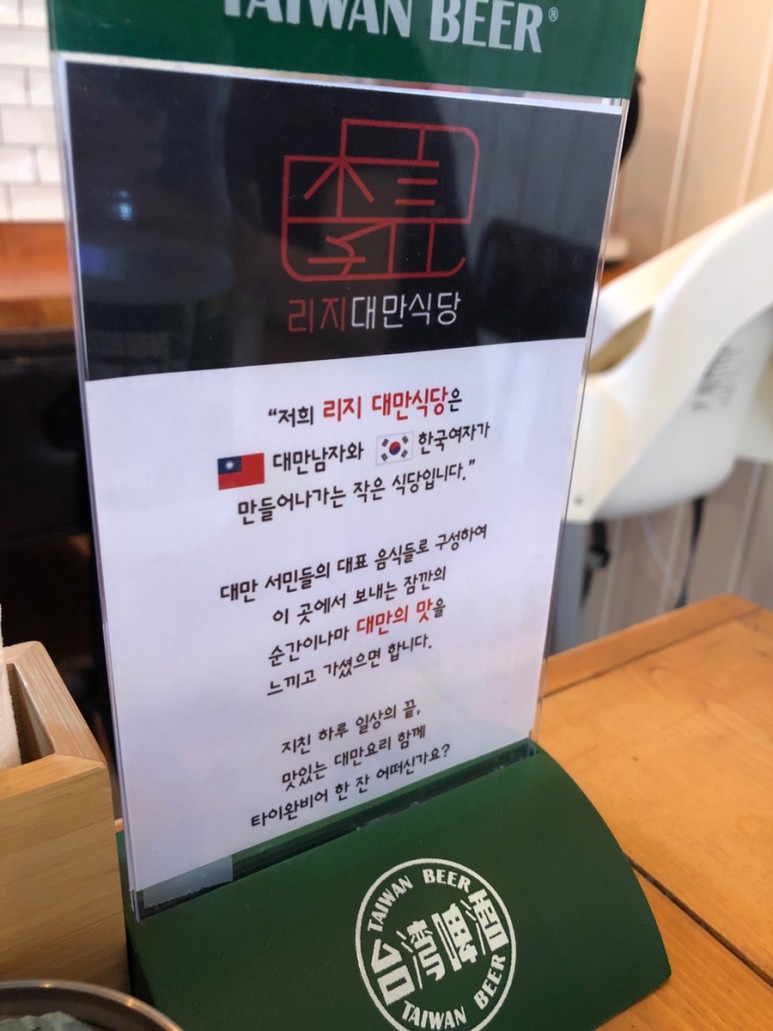 TAIWAN BEER®
리지대만식당
“저희 리지 대만식당은
대만남자와 한국여자가
만들어나가는 작은 식당입니다.”
대만 서민들의 대표 음식들로 구성하여
이 곳에서 보내는 잠깐의
순간이나마 대만의 맛을
느끼고 가셨으면 합니다.
지친 하루 일상의 끝,
맛있는 대만요리 함께
타이완비어 한 잔 어떠신가요?
TAIWAN BEER
台灣啤酒
TAIWAN BEER